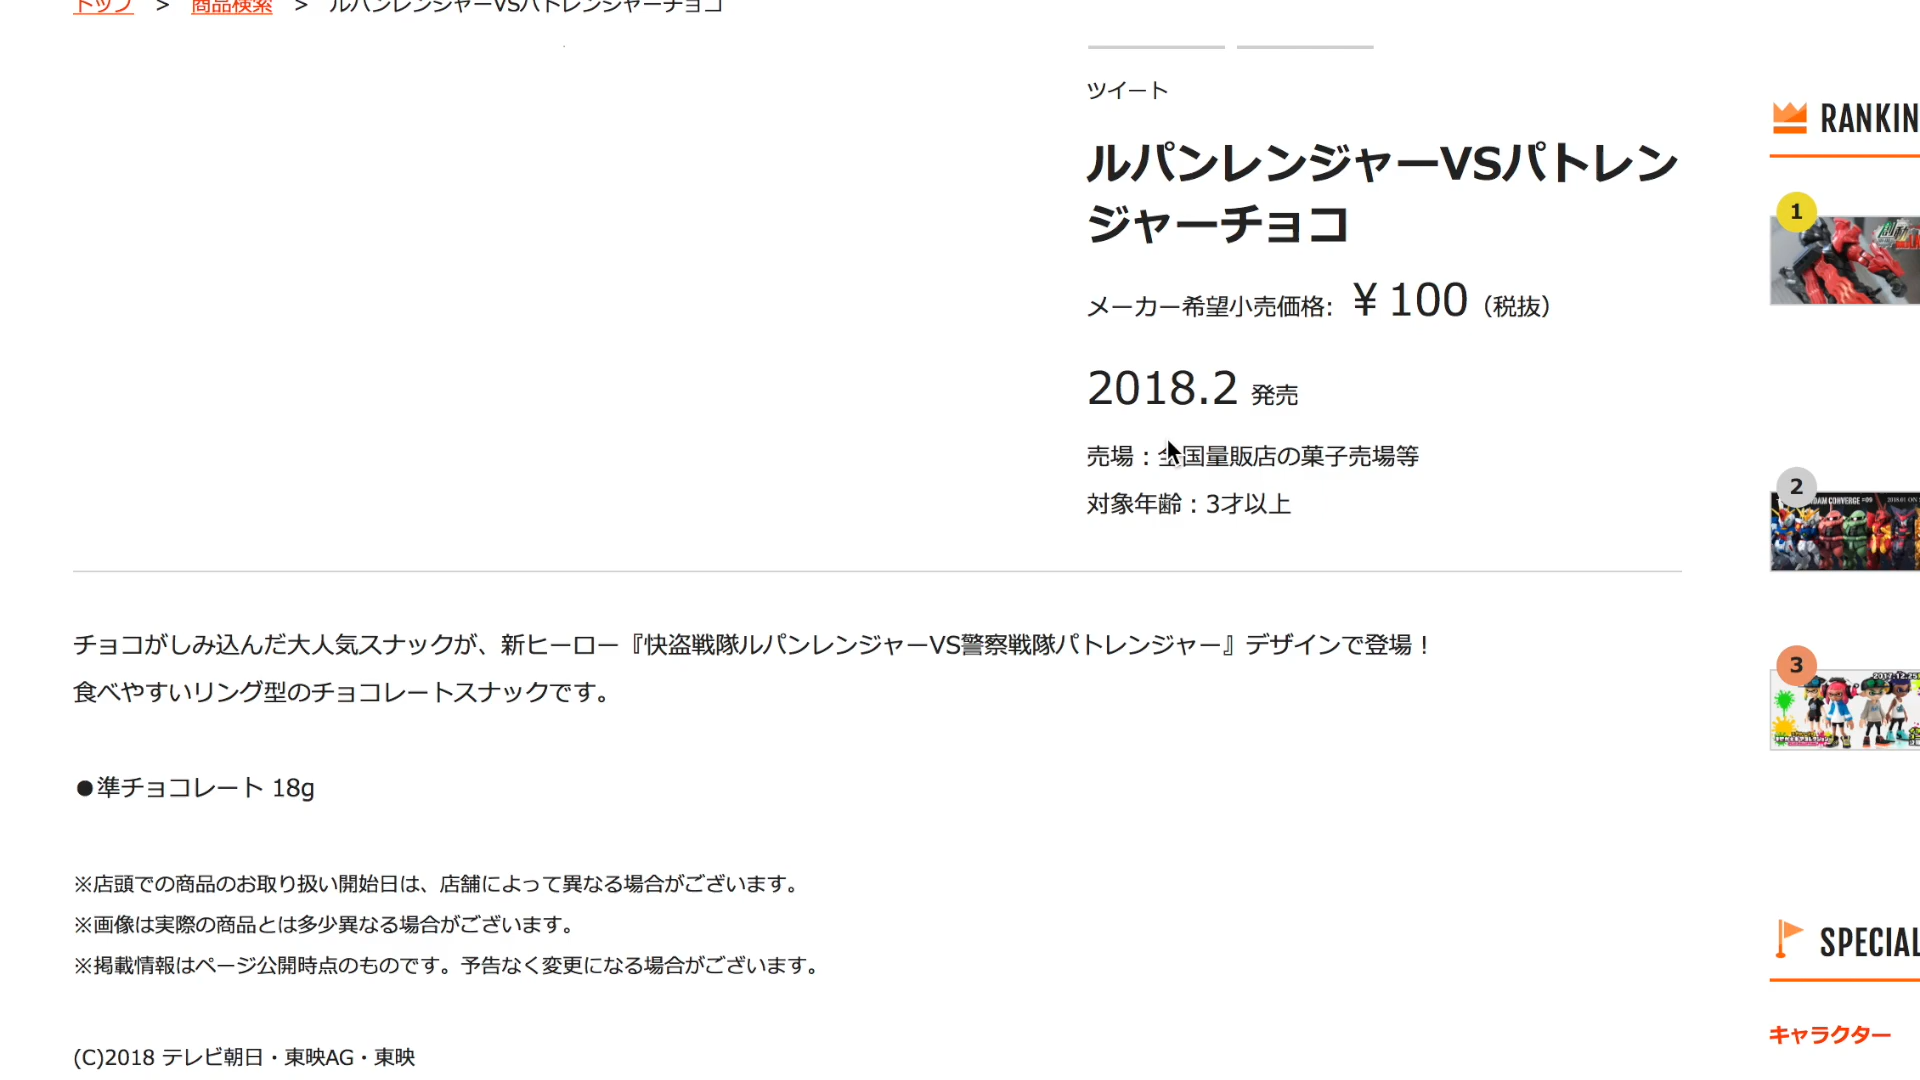 トップ > 商品検索 > ルパンレンジャーVSパトレンジャーチョコ
ツイート
ルパンレンジャーVSパトレン
ジャーチョコ
メーカー希望小売価格: ¥ 100 (税抜)
2018.2 発売
売場：全国量販店の菓子売場等
対象年齢：3才以上
チョコがしみ込んだ大人気スナックが、新ヒーロー『快盗戦隊ルパンレンジャーVS警察戦隊パトレンジャー』デザインで登場！
食べやすいリング型のチョコレートスナックです。
●準チョコレート 18g
※店頭での商品のお取り扱い開始日は、店舗によって異なる場合がございます。
※画像は実際の商品とは多少異なる場合がございます。
※掲載情報はページ公開時点のものです。予告なく変更になる場合がございます。
(C)2018 テレビ朝日・東映AG・東映
RANKIN
1
2
3
SPECIAL
キャラクター